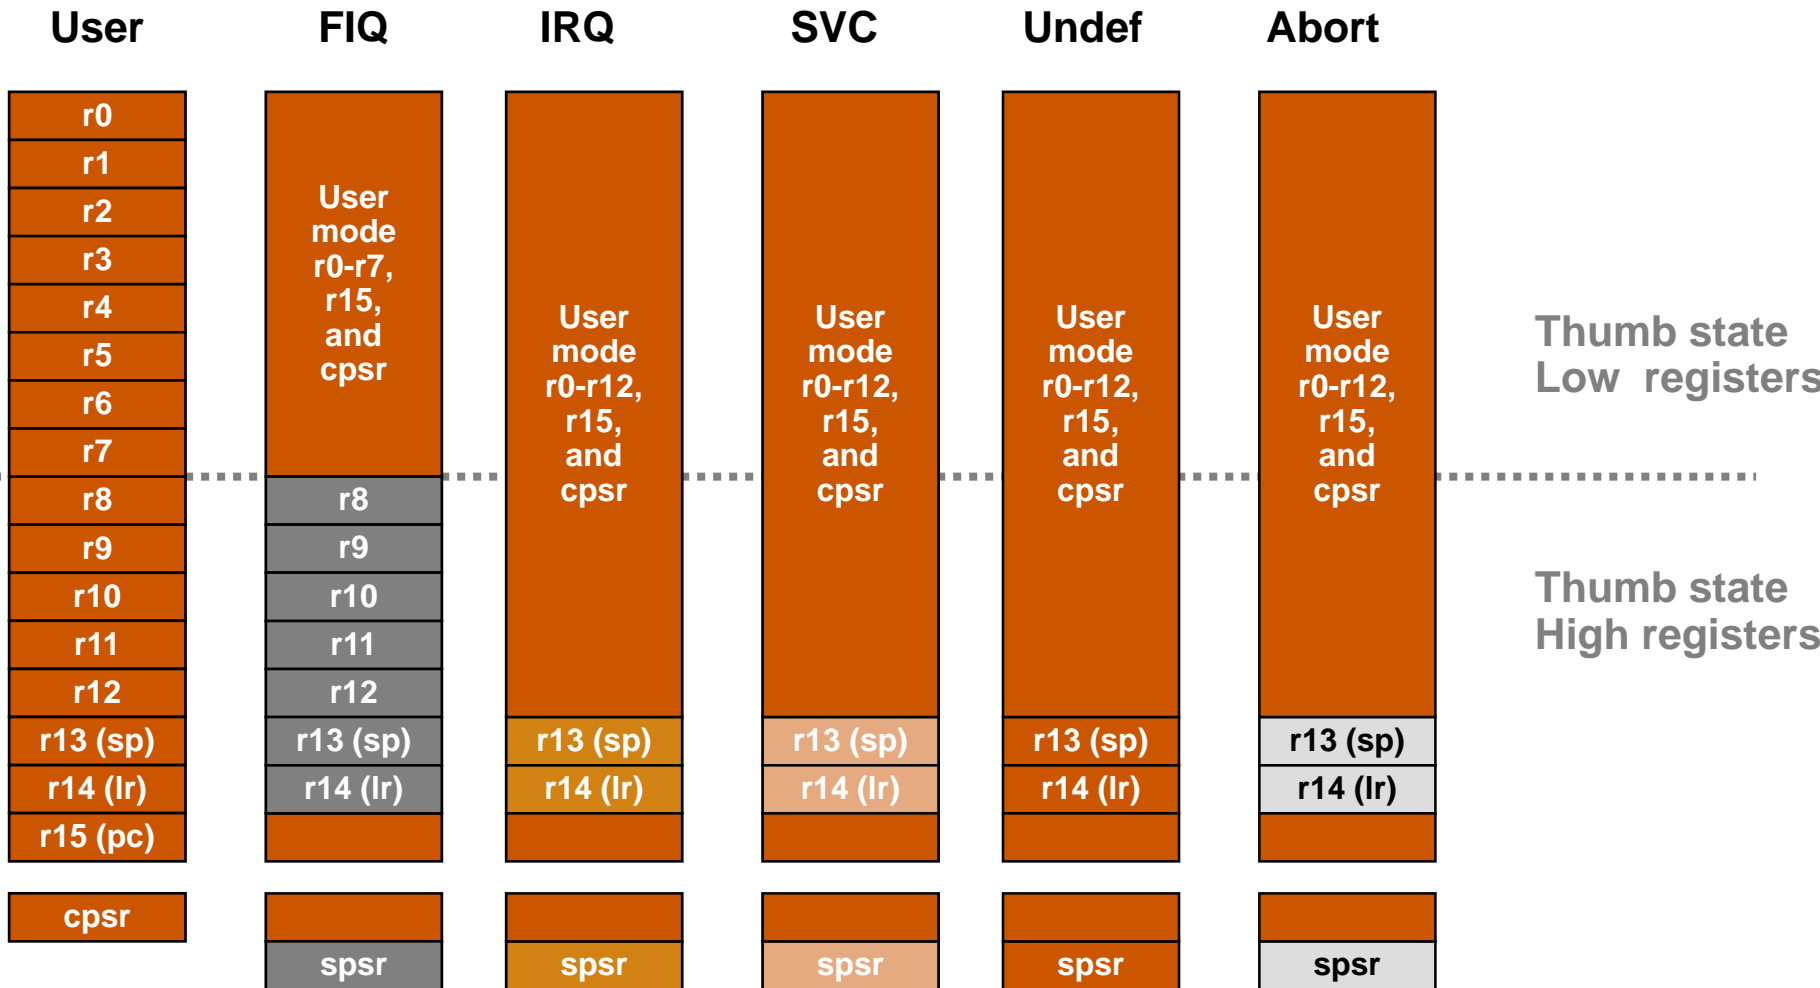 User FIQ IRQ SVC Undef Abort
r0
r1
r2
r3
r4
r5
r6
r7
r8
r9
r10
r11
r12
r13 (sp)
r14 (lr)
r15 (pc)
cpsr
User
mode
r0-r7,
r15,
and
cpsr
r8
r9
r10
r11
r12
r13 (sp)
r14 (lr)
spsr
User
mode
r0-r12,
r15,
and
cpsr
r13 (sp)
r14 (lr)
spsr
User
mode
r0-r12,
r15,
and
cpsr
r13 (sp)
r14 (lr)
spsr
User
mode
r0-r12,
r15,
and
cpsr
r13 (sp)
r14 (lr)
spsr
User
mode
r0-r12,
r15,
and
cpsr
r13 (sp)
r14 (lr)
spsr
Thumb state
Low registers
Thumb state
High registers